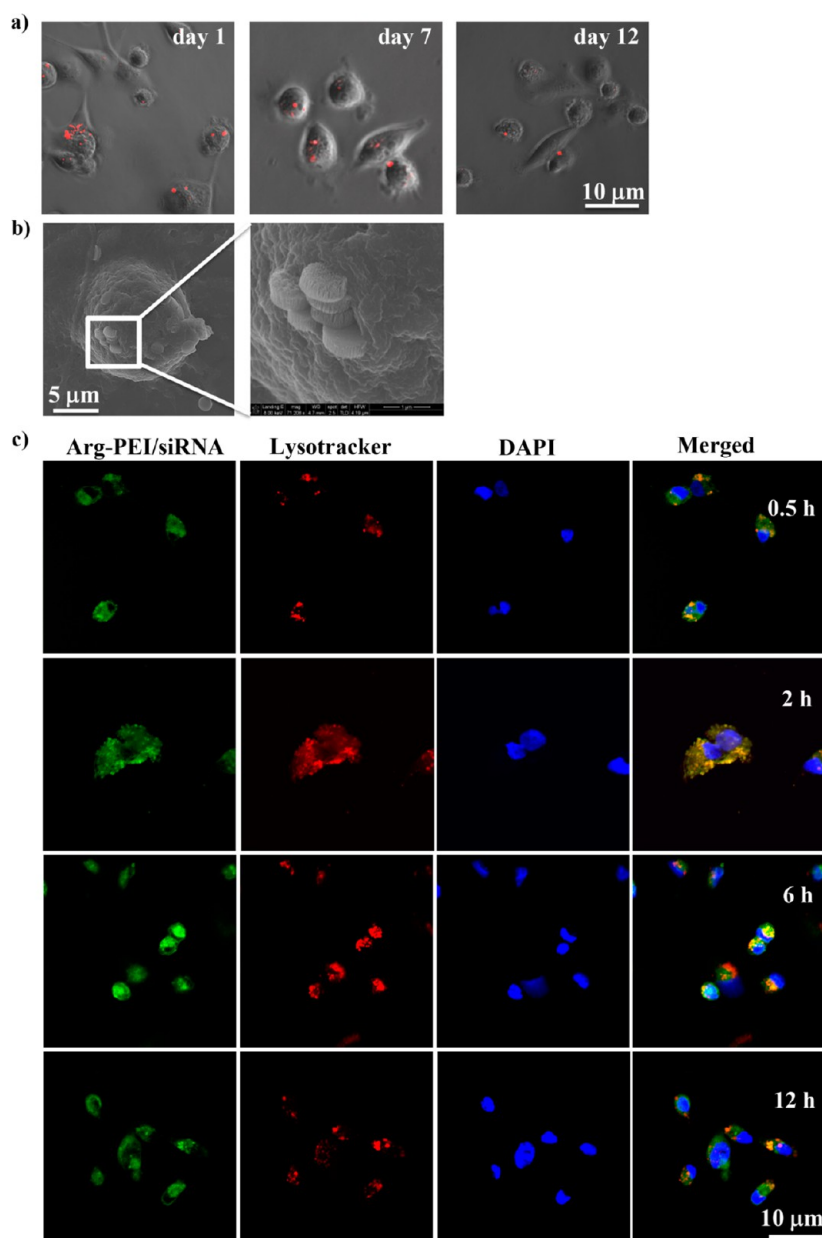 a)
day 1
day 7
day 12
10 μm
b)
5 μm
c)
Arg-PEI/siRNA
Lysotracker
DAPI
Merged
0.5 h
2 h
6 h
12 h
10 μm